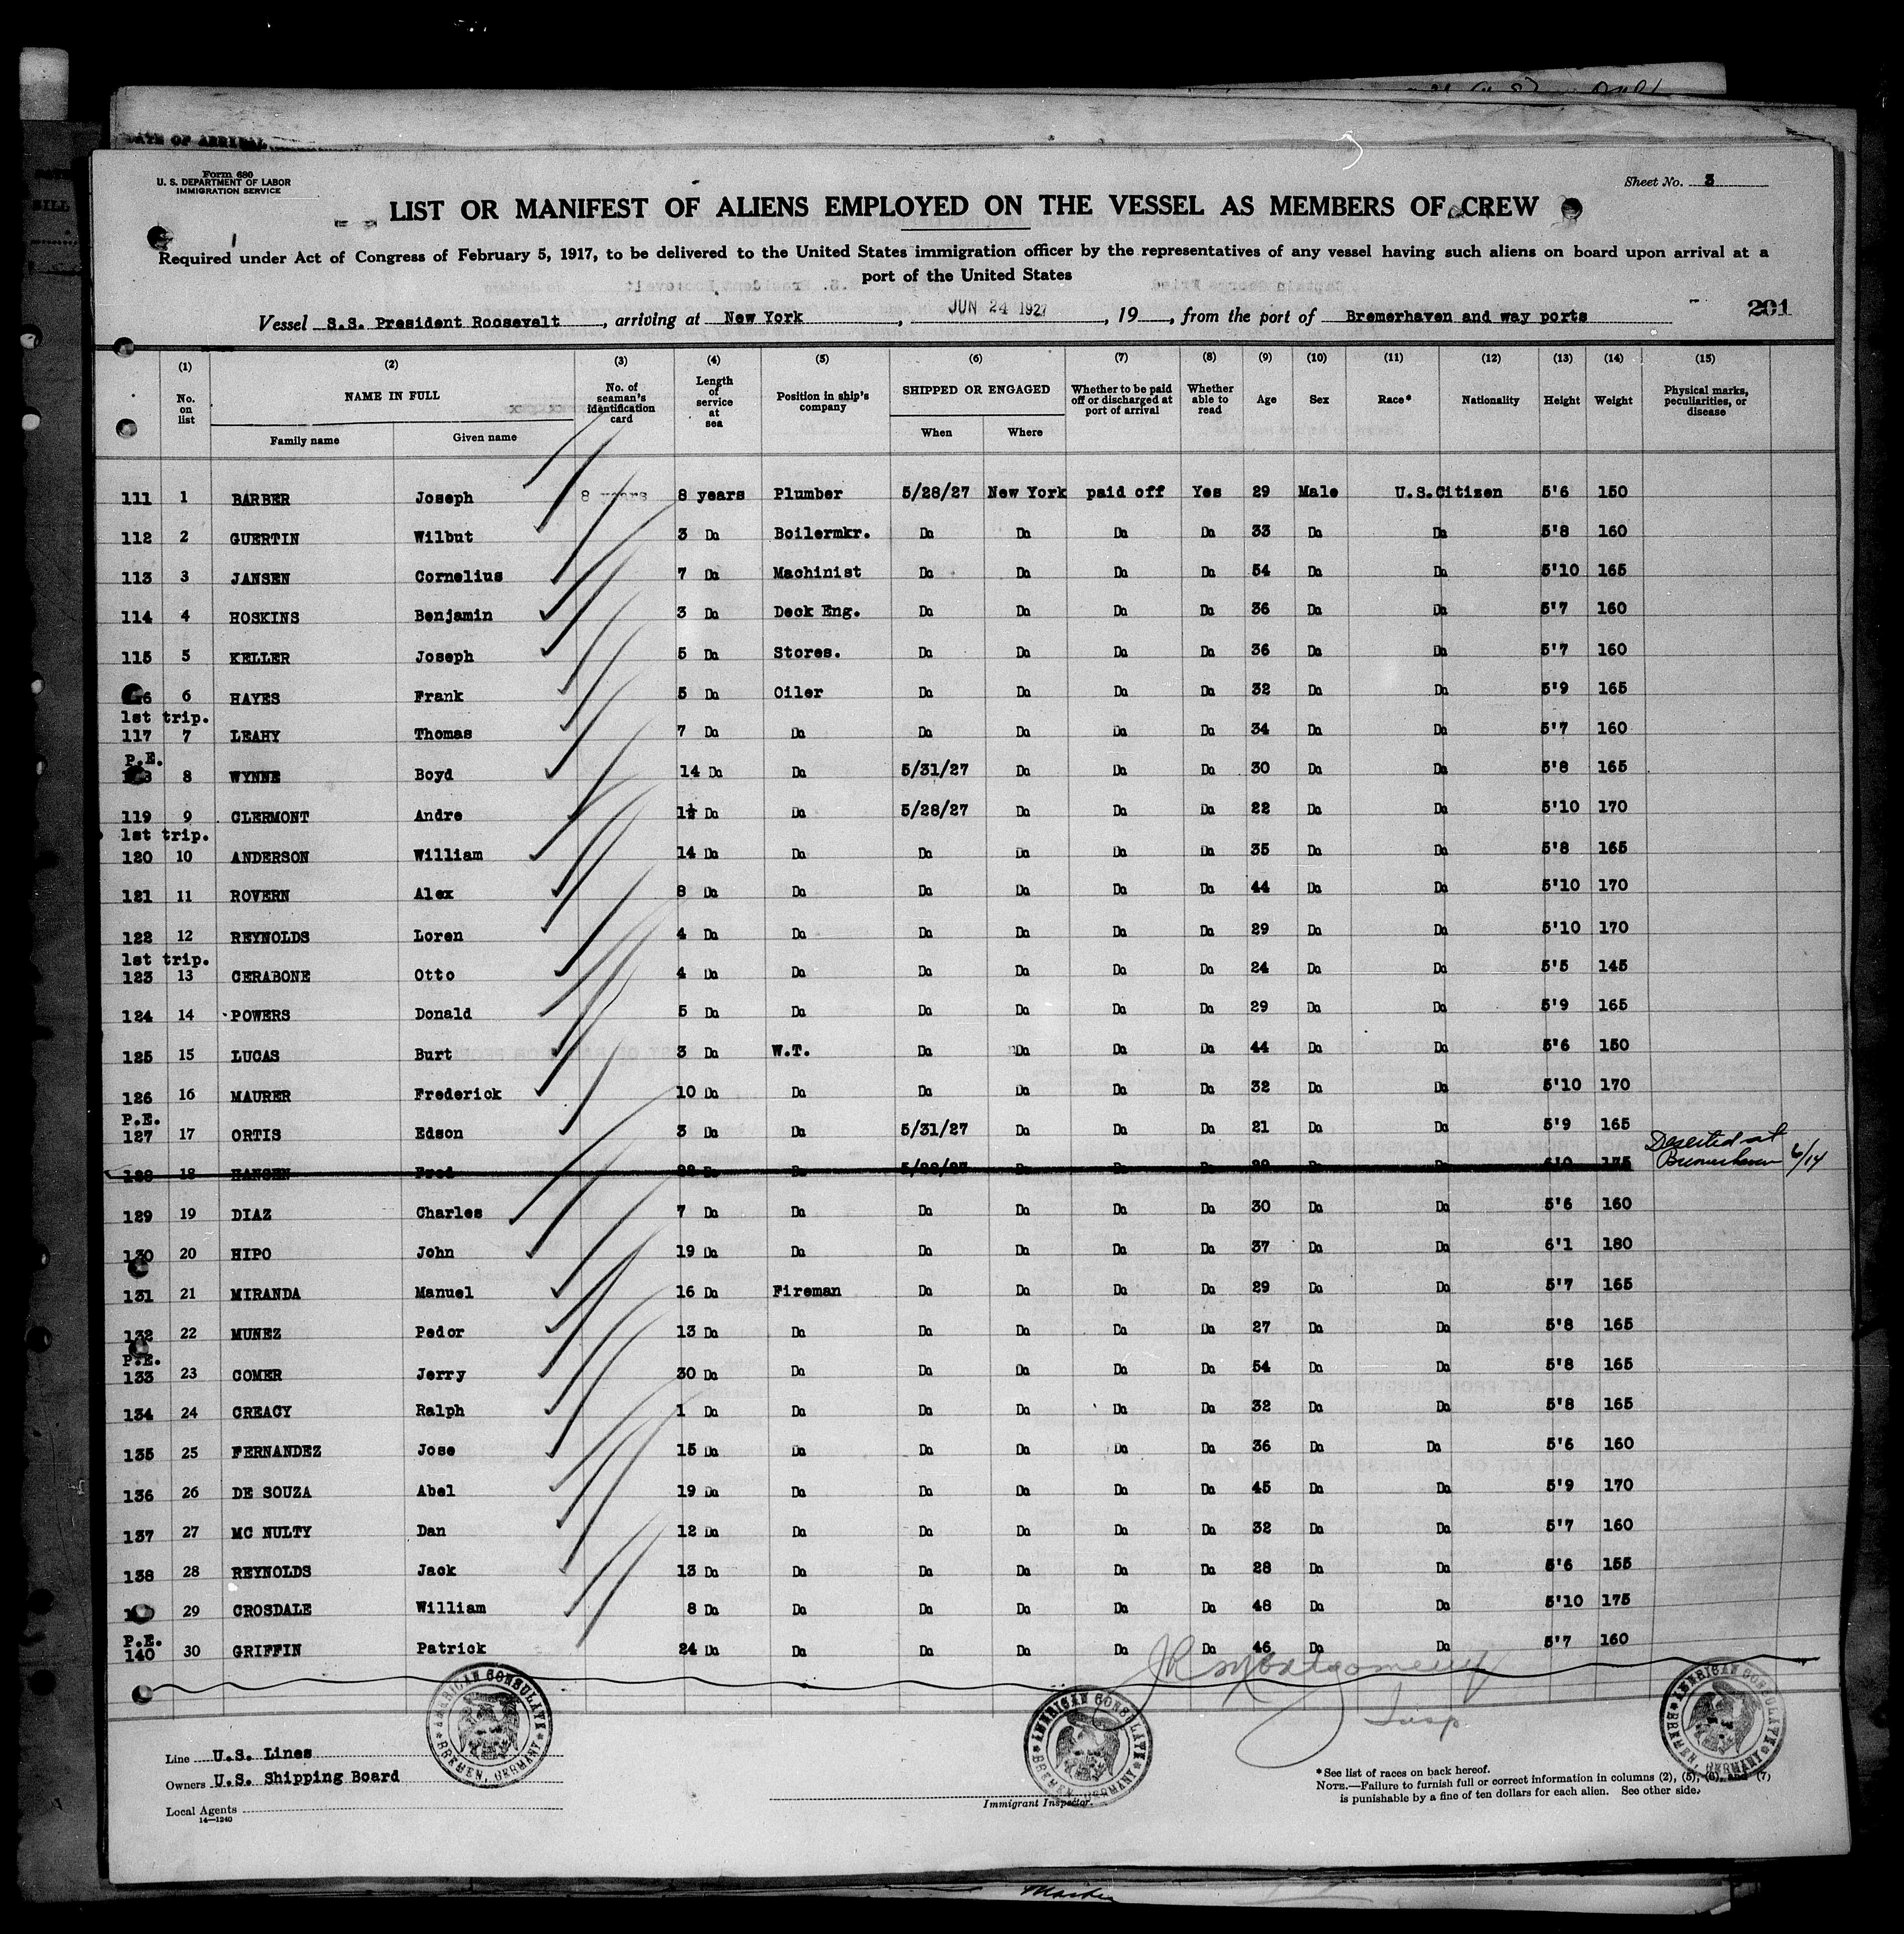 DATE OF ARRIVAL
Form 680
U. S. DEPARTMENT OF LABOR
IMMIGRATION SERVICE
Sheet No. 3
LIST OR MANIFEST OF ALIENS EMPLOYED ON THE VESSEL AS MEMBERS OF CREW
Required under Act of Congress of February 5, 1917, to be delivered to the United States immigration officer by the representatives of any vessel having such aliens on board upon arrival at a
port of the United States
Vessel S.S. President Roosevelt, arriving at New York, JUN 24 1927, 19, from the port of Bremerhaven and way ports 201
(1) (2) (3) (4) (5) (6) (7) (8) (9) (10) (11) (12) (13) (14) (15)
No. on list NAME IN FULL No. of seaman's identification card Length of service at sea Position in ship's company SHIPPED OR ENGAGED Whether to be paid off or discharged at port of arrival Whether able to read Age Sex Race* Nationality Height Weight Physical marks, peculiarities, or disease
Family name Given name When Where
111 1 BARBER Joseph 8 years 8 years Plumber 5/28/27 New York paid off Yes 29 Male U.S.Citizen 5'6 150
112 2 GUERTIN Wilbut 3 Do Boilermkr. Do Do Do Do 33 Do Do 5'8 160
113 3 JANSEN Cornelius 7 Do Machinist Do Do Do Do 54 Do Do 5'10 165
114 4 HOSKINS Benjamin 3 Do Deck Eng. Do Do Do Do 36 Do Do 5'7 160
115 5 KELLER Joseph 5 Do Stores. Do Do Do Do 36 Do Do 5'7 160
6 6 HAYES Frank 5 Do Oiler Do Do Do Do 32 Do Do 5'9 165
1st trip.
117 7 LEAHY Thomas 7 Do Do Do Do Do Do 34 Do Do 5'7 160
P.E.
8 WYNNE Boyd 14 Do Do 5/31/27 Do Do Do 30 Do Do 5'8 165
119 9 CLERMONT Andre 1½ Do Do 5/28/27 Do Do Do 22 Do Do 5'10 170
1st trip.
120 10 ANDERSON William 14 Do Do Do Do Do Do 35 Do Do 5'8 165
121 11 ROVERN Alex 8 Do Do Do Do Do Do 44 Do Do 5'10 170
122 12 REYNOLDS Loren 4 Do Do Do Do Do Do 29 Do Do 5'10 170
1st trip.
123 13 CERABONE Otto 4 Do Do Do Do Do Do 24 Do Do 5'5 145
124 14 POWERS Donald 5 Do Do Do Do Do Do 29 Do Do 5'9 165
125 15 LUCAS Burt 3 Do W.T. Do Do Do Do 44 Do Do 5'6 150
126 16 MAURER Frederick 10 Do Do Do Do Do Do 32 Do Do 5'10 170
P.E.
127 17 ORTIS Edson 3 Do Do 5/31/27 Do Do Do 21 Do Do 5'9 165
128 18 HANSEN Fred 22 Do Do 5/28/27 Do Do Do Do Do 6'0 175 Deserted at Bremerhaven 6/14
129 19 DIAZ Charles 7 Do Do Do Do Do Do 30 Do Do 5'6 160
130 20 HIPO John 19 Do Do Do Do Do Do 37 Do Do 6'1 180
131 21 MIRANDA Manuel 16 Do Fireman Do Do Do Do 29 Do Do 5'7 165
132 22 MUNEZ Pedor 13 Do Do Do Do Do Do 27 Do Do 5'8 165
P.E.
133 23 COMER Jerry 30 Do Do Do Do Do Do 54 Do Do 5'8 165
134 24 CREACY Ralph 1 Do Do Do Do Do Do 32 Do Do 5'8 165
135 25 FERNANDEZ Jose 15 Do Do Do Do Do Do 36 Do Do 5'6 160
136 26 DE SOUZA Abel 19 Do Do Do Do Do Do 45 Do Do 5'9 170
137 27 MC NULTY Dan 12 Do Do Do Do Do Do 32 Do Do 5'7 160
138 28 REYNOLDS Jack 13 Do Do Do Do Do Do 28 Do Do 5'6 155
29 CROSDALE William 8 Do Do Do Do Do Do 48 Do Do 5'10 175
P.E.
140 30 GRIFFIN Patrick 24 Do Do Do Do Do Do 46 Do Do 5'7 160
JR Montgomery
Insp
AMERICAN CONSULATE BREMEN, GERMANY
AMERICAN CONSULATE BREMEN, GERMANY
AMERICAN CONSULATE BREMEN, GERMANY
Line U.S. Lines
Owners U.S. Shipping Board
Local Agents
14—1240
Immigrant Inspector.
*See list of races on back hereof.
NOTE.—Failure to furnish full or correct information in columns (2), (5), (6), and (7)
is punishable by a fine of ten dollars for each alien. See other side.
Master